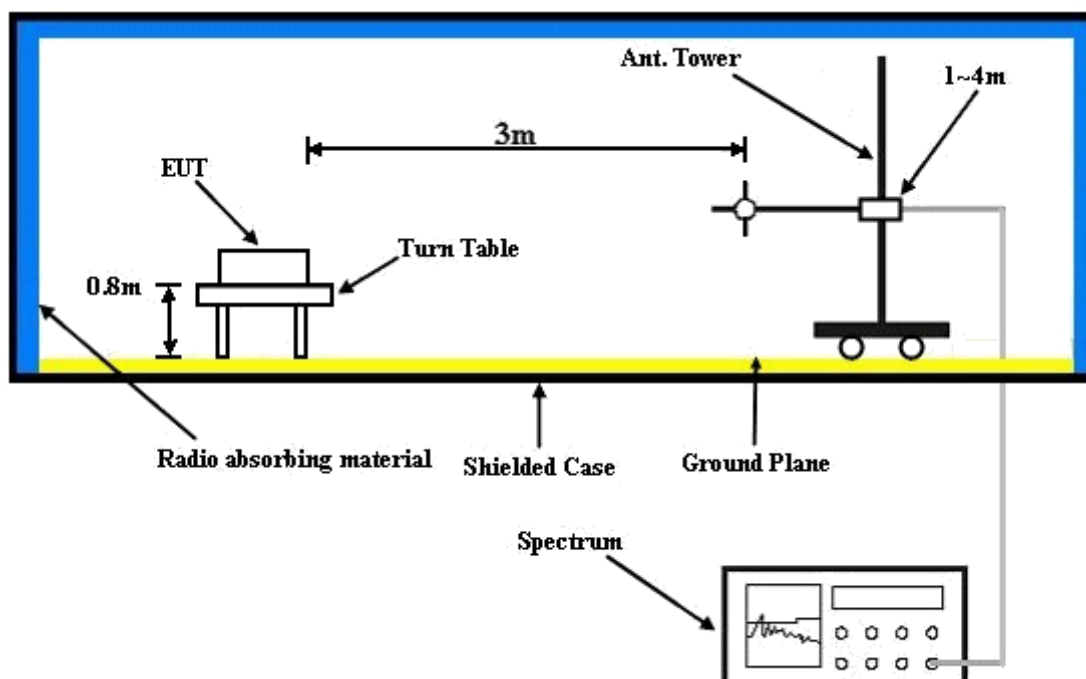 Ant. Tower
1~4m
3m
EUT
Turn Table
0.8m
Radio absorbing material
Shielded Case
Ground Plane
Spectrum